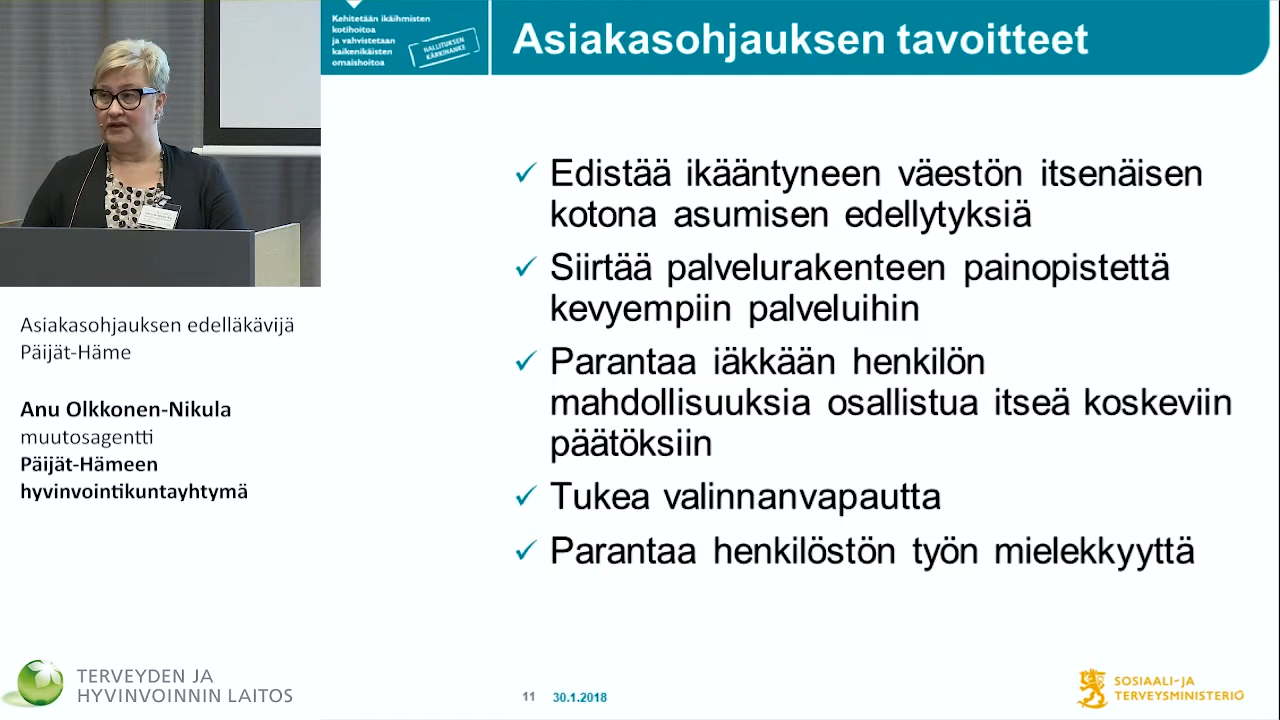 Kehitetään ikäihmisten
kotihoitoa
ja vahvistetaan
kaikenikäisten
omaishoitoa
HALLITUKSEN
KÄRKIHANKE
Asiakasohjauksen tavoitteet
✓ Edistää ikääntyneen väestön itsenäisen
kotona asumisen edellytyksiä
✓ Siirtää palvelurakenteen painopistettä
kevyempiin palveluihin
✓ Parantaa iäkkään henkilön
mahdollisuuksia osallistua itseä koskeviin
päätöksiin
✓ Tukea valinnanvapautta
✓ Parantaa henkilöstön työn mielekkyyttä
Asiakasohjauksen edelläkävijä
Päijät-Häme
Anu Olkkonen-Nikula
muutosagentti
Päijät-Hämeen
hyvinvointikuntayhtymä
TERVEYDEN JA
HYVINVOINNIN LAITOS
11 30.1.2018
SOSIAALI- JA
TERVEYSMINISTERIÖ